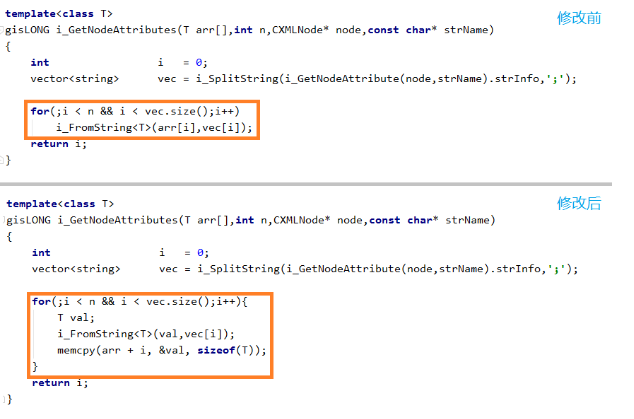 template<class T>
修改前
gisLONG i_GetNodeAttributes(T arr[],int n,CXMLNode* node,const char* strName)
{
int i = 0;
vector<string> vec = i_SplitString(i_GetNodeAttribute(node,strName).strInfo,';');
for(;i < n && i < vec.size();i++)
i_FromString<T>(arr[i],vec[i]);
return i;
}
template<class T>
修改后
gisLONG i_GetNodeAttributes(T arr[],int n,CXMLNode* node,const char* strName)
{
int i = 0;
vector<string> vec = i_SplitString(i_GetNodeAttribute(node,strName).strInfo,';');
for(;i < n && i < vec.size();i++){
T val;
i_FromString<T>(val,vec[i]);
memcpy(arr + i, &val, sizeof(T));
}
return i;
}